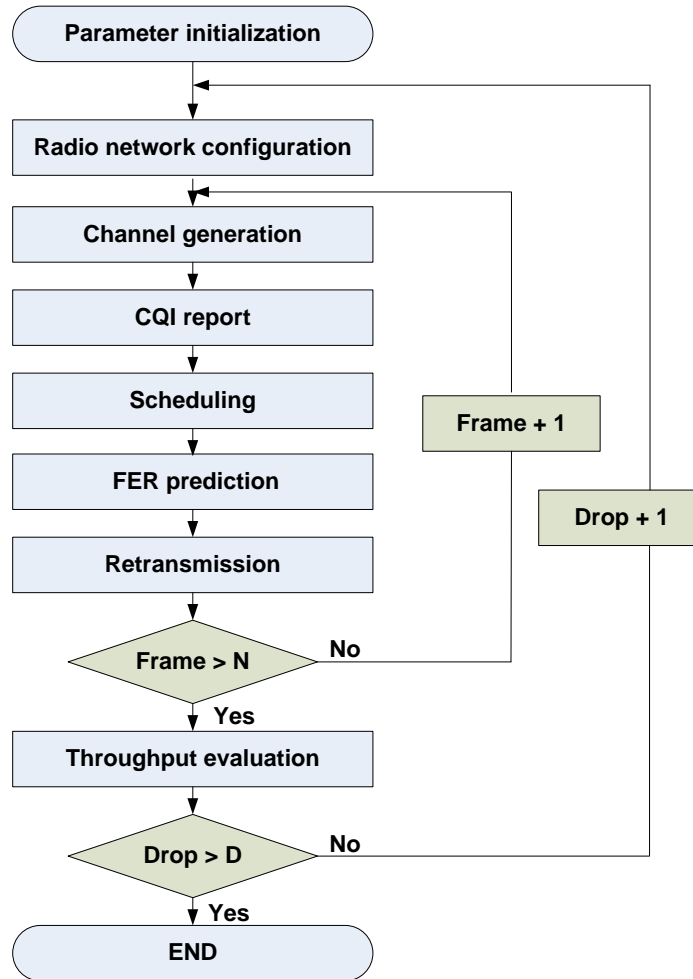 Parameter initialization
Radio network configuration
Channel generation
CQI report
Scheduling
Frame + 1
FER prediction
Drop + 1
Retransmission
Frame > N
No
Yes
Throughput evaluation
Drop > D
No
Yes
END